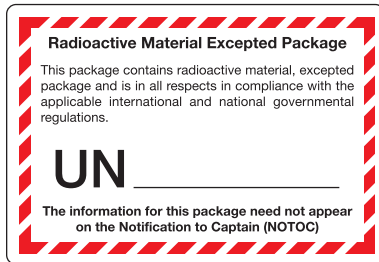 Radioactive Material Excepted Package
This package contains radioactive material, excepted
package and is in all respects in compliance with the
applicable international and national governmental
regulations.
UN
The information for this package need not appear
on the Notification to Captain (NOTOC)